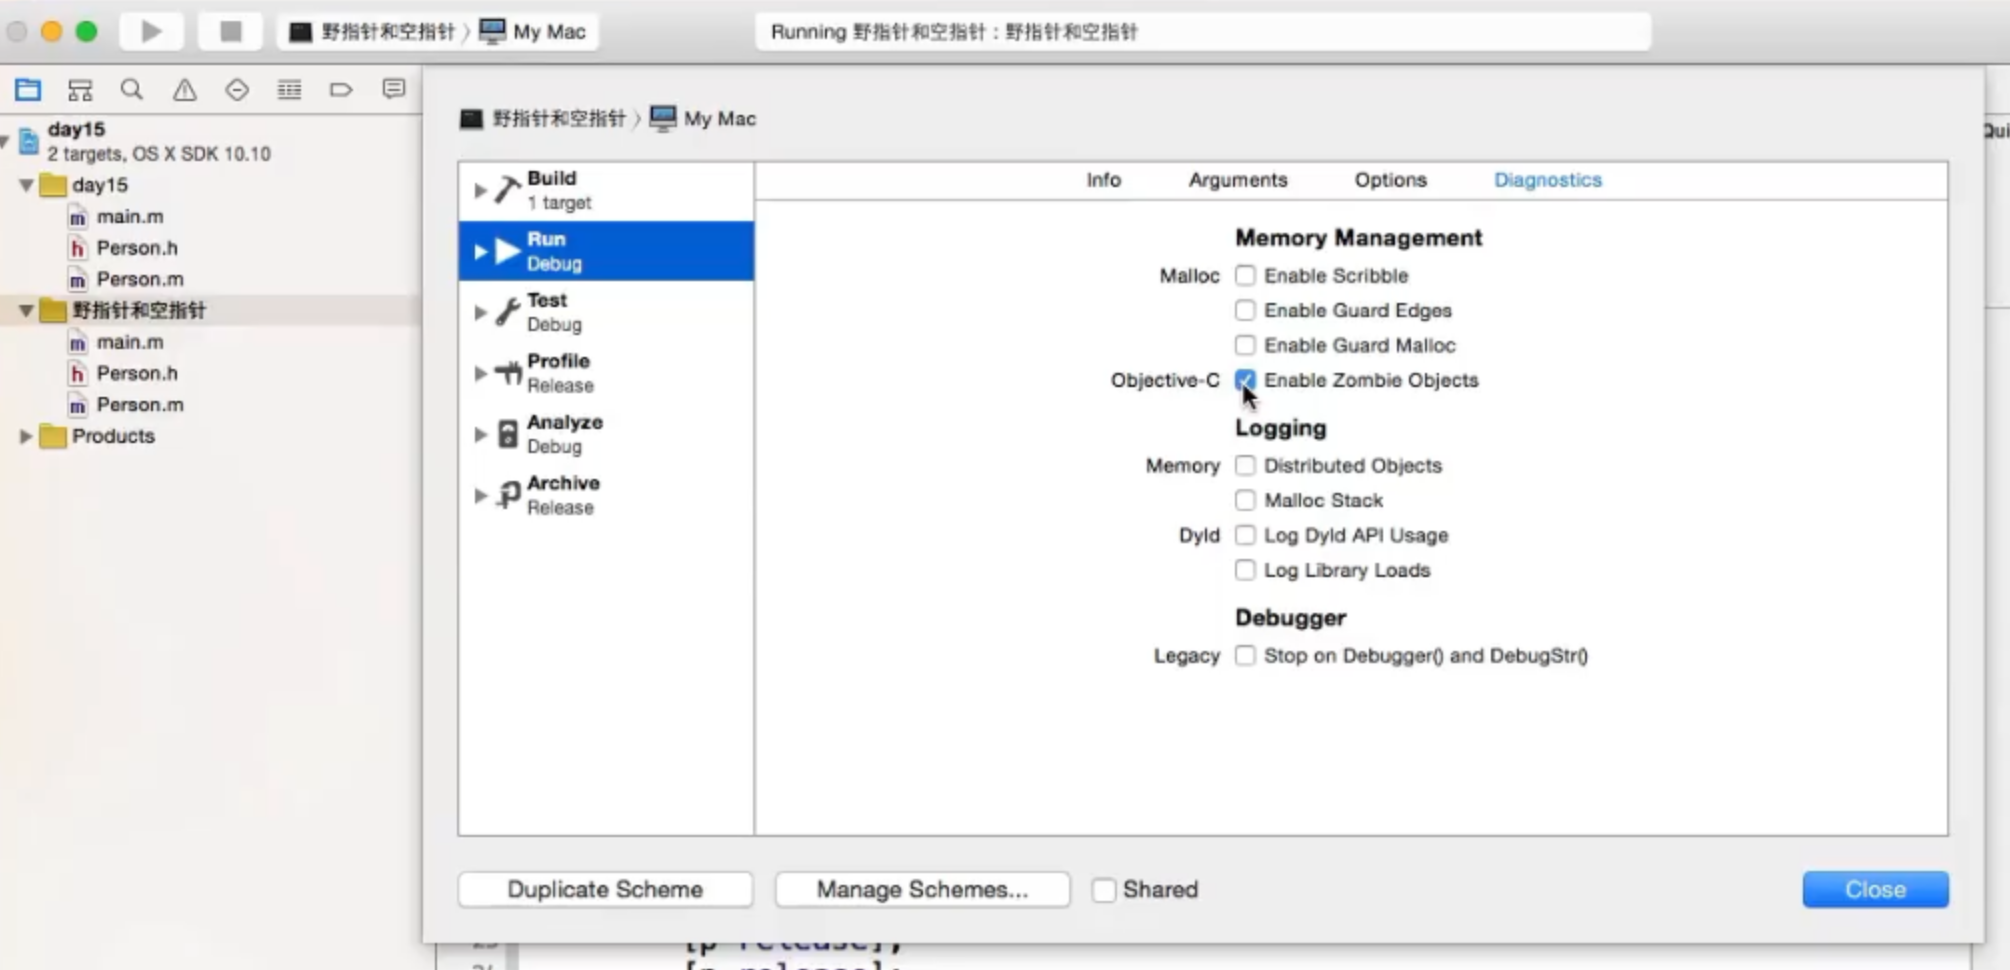 野指针和空指针 〉 My Mac
Running 野指针和空指针 : 野指针和空指针
day15
2 targets, OS X SDK 10.10
day15
main.m
Person.h
Person.m
野指针和空指针
main.m
Person.h
Person.m
Products
野指针和空指针 〉 My Mac
Build
1 target
Run
Debug
Test
Debug
Profile
Release
Analyze
Debug
Archive
Release
Info Arguments Options Diagnostics
Memory Management
Malloc Enable Scribble
Enable Guard Edges
Enable Guard Malloc
Objective-C Enable Zombie Objects
Logging
Memory Distributed Objects
Malloc Stack
Dyld Log Dyld API Usage
Log Library Loads
Debugger
Legacy Stop on Debugger() and DebugStr()
Duplicate Scheme Manage Schemes... Shared Close
[p release];
[p release];